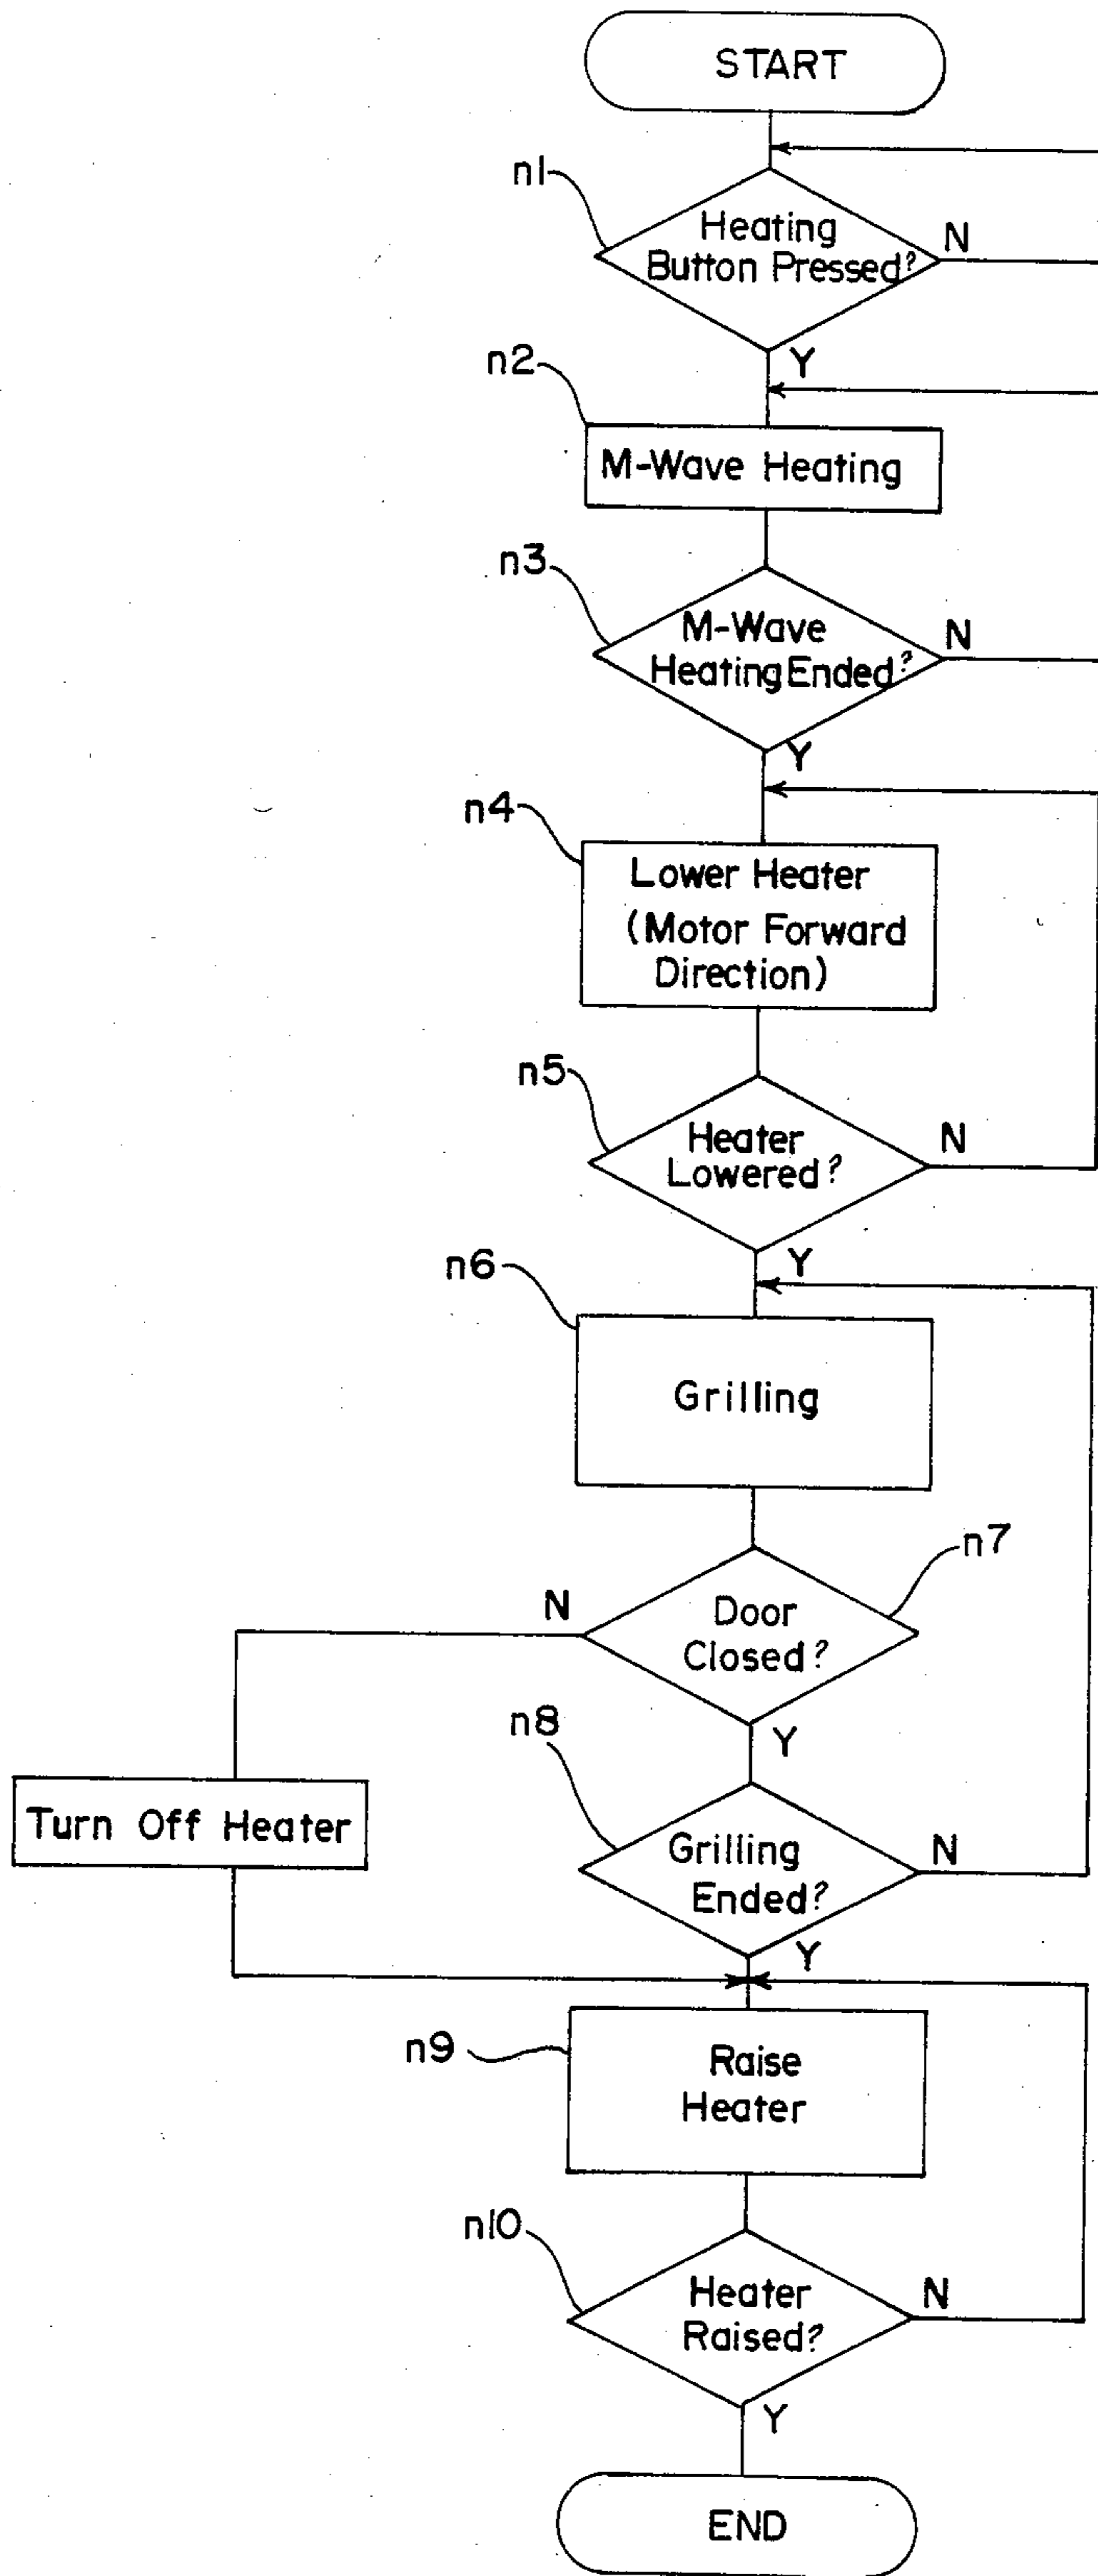 START
n1
Heating
Button Pressed?
N
Y
n2
M-Wave Heating
n3
M-Wave
Heating Ended?
N
Y
n4
Lower Heater
(Motor Forward
Direction)
n5
Heater
Lowered?
N
Y
n6
Grilling
n7
Door
Closed?
N
Y
Turn Off Heater
n8
Grilling
Ended?
N
Y
n9
Raise
Heater
n10
Heater
Raised?
N
Y
END